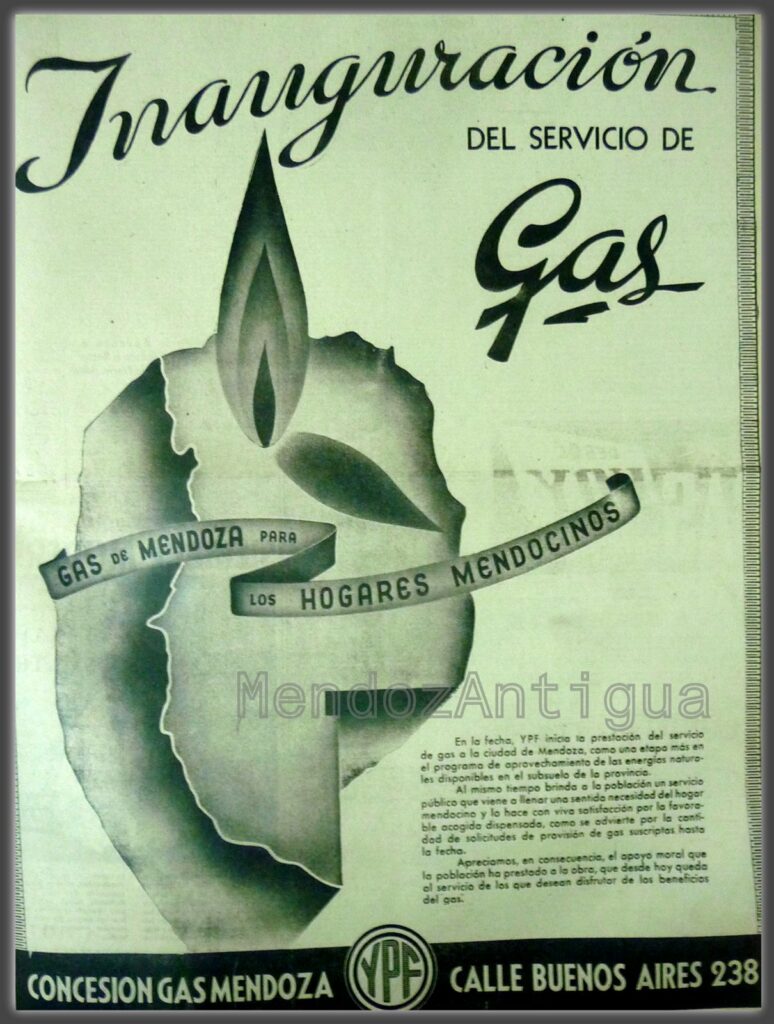 Inauguración
DEL SERVICIO DE
Gas
GAS DE MENDOZA PARA
LOS HOGARES MENDOCINOS
MendozAntigua
En la fecha, YPF inicia la prestación del servicio
de gas a la ciudad de Mendoza, como una etapa más en
el programa de aprovechamiento de las energías natura-
les disponibles en el subsuelo de la provincia.
Al mismo tiempo brinda a la población un servicio
público que viene a llenar una sentida necesidad del hogar
mendocino y lo hace con viva satisfacción por la favora-
ble acogida dispensada, como se advierte por la canti-
dad de solicitudes de provisión de gas suscriptas hasta
la fecha.
Apreciamos, en consecuencia, el apoyo moral que
la población ha prestado a la obra, que desde hoy queda
al servicio de los que desean disfrutar de los beneficios
del gas.
CONCESION GAS MENDOZA
YPF
CALLE BUENOS AIRES 238